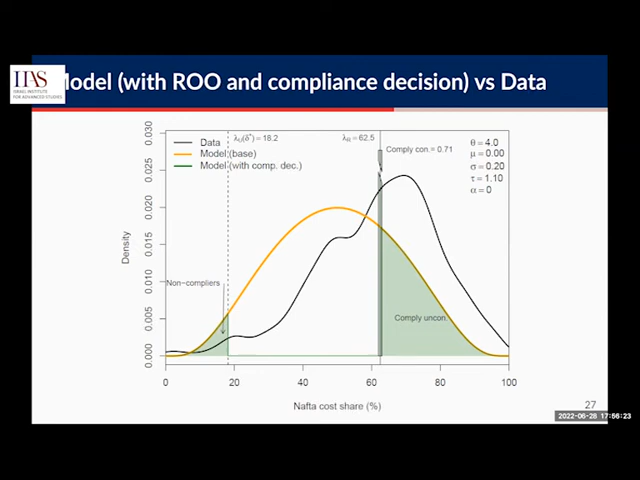 IIAS
ISRAEL INSTITUTE
FOR ADVANCED STUDIES
odel (with ROO and compliance decision) vs Data
Data
Model (base)
Model (with comp. dec.)
λU(δ*) = 18.2
λR = 62.5
Comply con. = 0.71
θ = 4.0
μ = 0.00
σ = 0.20
τ = 1.10
α = 0
Density
0.030
0.025
0.020
0.015
0.010
0.005
0.000
Non-compliers
Comply uncon.
0 20 40 60 80 100
Nafta cost share (%)
27
2022-06-28 17:56:23